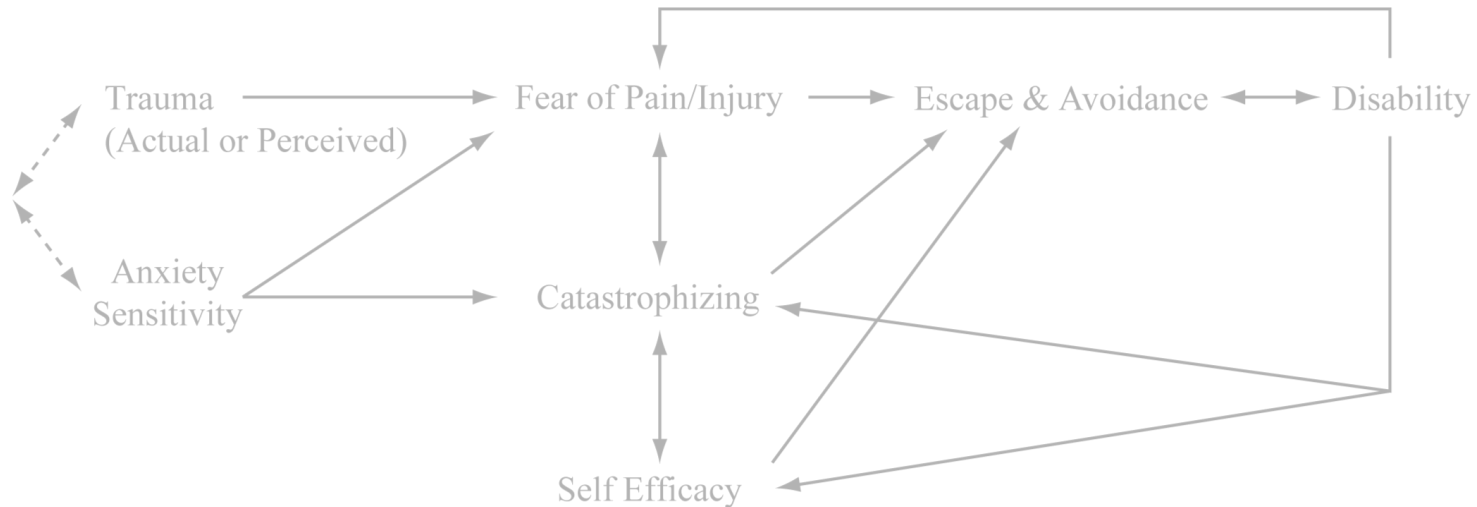 Trauma
(Actual or Perceived)
Fear of Pain/Injury
Escape & Avoidance
Disability
Anxiety
Sensitivity
Catastrophizing
Self Efficacy